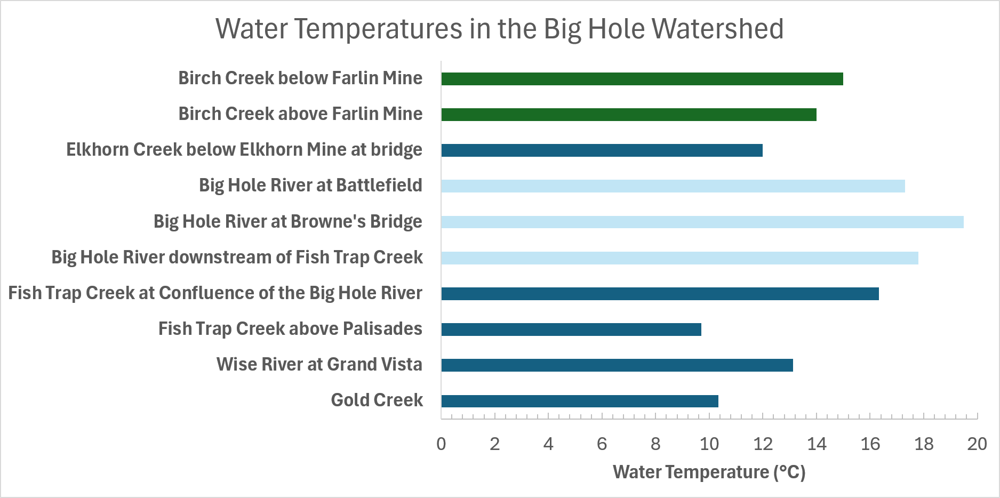 Water Temperatures in the Big Hole Watershed
Birch Creek below Farlin Mine
Birch Creek above Farlin Mine
Elkhorn Creek below Elkhorn Mine at bridge
Big Hole River at Battlefield
Big Hole River at Browne's Bridge
Big Hole River downstream of Fish Trap Creek
Fish Trap Creek at Confluence of the Big Hole River
Fish Trap Creek above Palisades
Wise River at Grand Vista
Gold Creek
0 2 4 6 8 10 12 14 16 18 20
Water Temperature (°C)